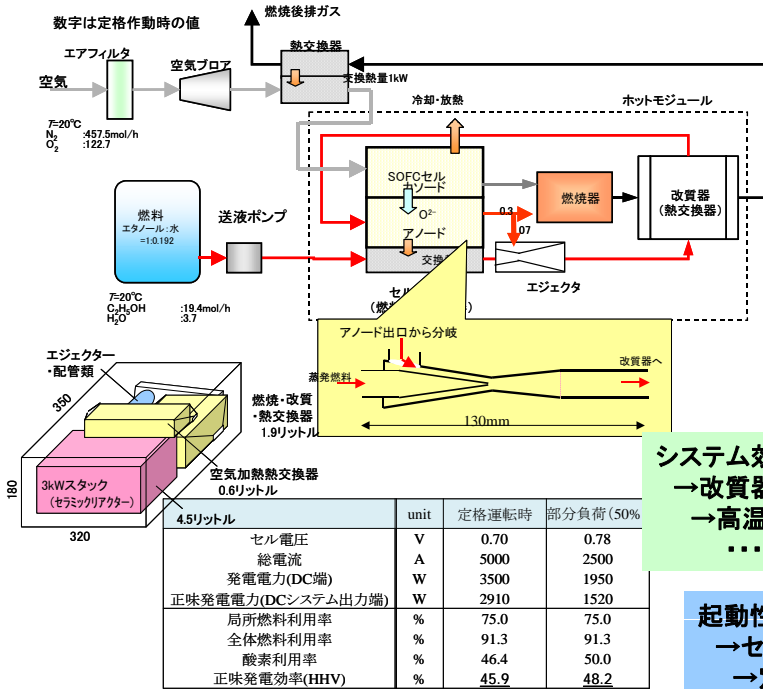 数字は定格作動時の値
燃焼後排ガス
エアフィルタ
空気ブロア
熱交換器
空気
交換熱量1kW
T=20℃
N2 :457.5mol/h
O2 :122.7
冷却・放熱
ホットモジュール
SOFCセル
カソード
O2-
アノード
燃焼器
改質器
(熱交換器)
0.3
0.7
燃料
エタノール:水
=1:0.192
送液ポンプ
交換
エジェクタ
T=20℃
C2H5OH :19.4mol/h
H2O :3.7
アノード出口から分岐
蒸発燃料
改質器へ
130mm
エジェクター
・配管類
350
燃焼・改質
・熱交換器
1.9リットル
空気加熱熱交換器
0.6リットル
180
3kWスタック
(セラミックリアクター)
4.5リットル
320
unit 定格運転時 部分負荷(50%
セル電圧 V 0.70 0.78
総電流 A 5000 2500
発電電力(DC端) W 3500 1950
正味発電電力(DCシステム出力端) W 2910 1520
局所燃料利用率 % 75.0 75.0
全体燃料利用率 % 91.3 91.3
酸素利用率 % 46.4 50.0
正味発電効率(HHV) % 45.9 48.2
システム効
→改質器
→高温
・・・
起動性
→セ